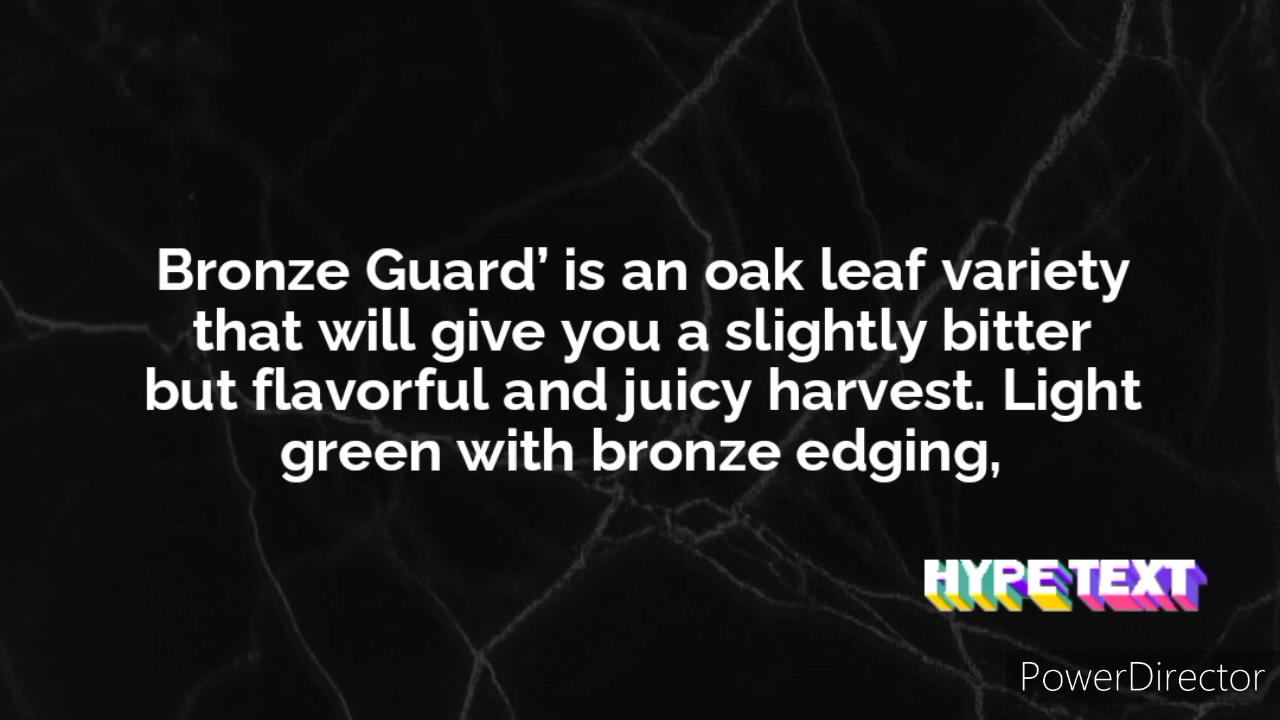 Bronze Guard’ is an oak leaf variety
that will give you a slightly bitter
but flavorful and juicy harvest. Light
green with bronze edging,
HYPE TEXT
PowerDirector